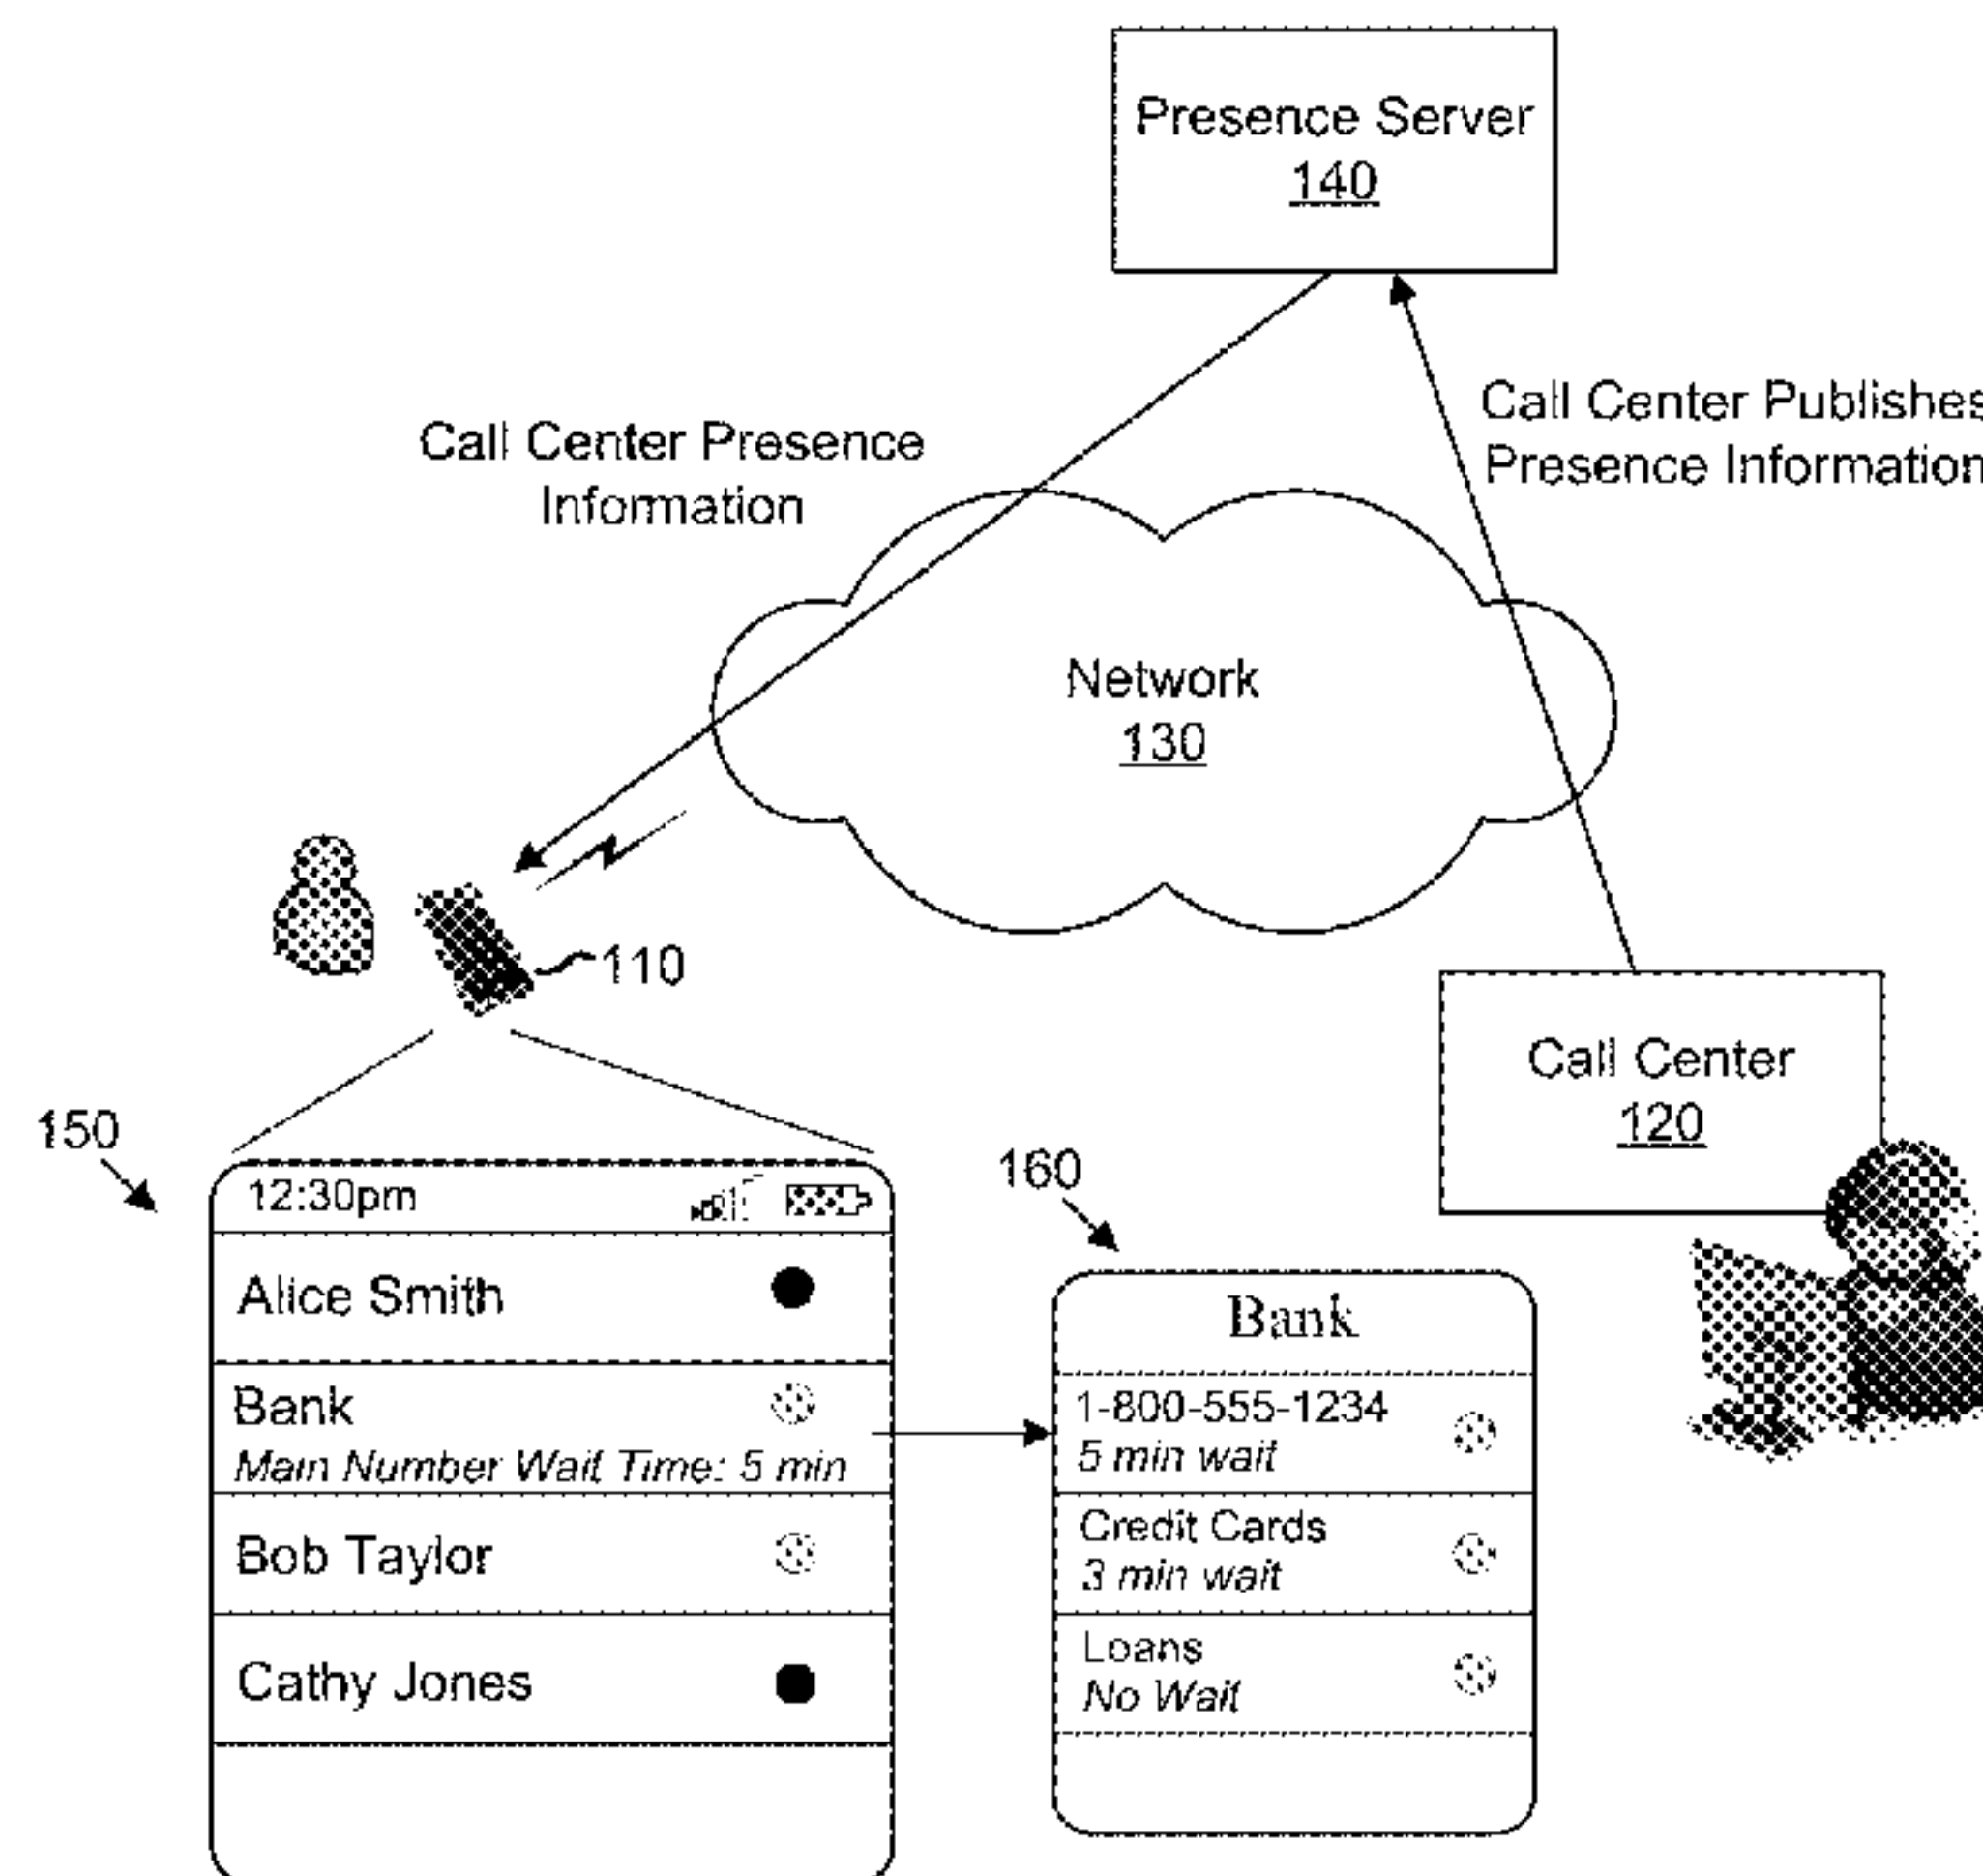 Presence Server
140
Call Center Publishes
Presence Information
Call Center Presence
Information
Network
130
110
Call Center
120
150
160
12:30pm
Alice Smith
Bank
Main Number Wait Time: 5 min
Bob Taylor
Cathy Jones
Bank
1-800-555-1234
5 min wait
Credit Cards
3 min wait
Loans
No Wait